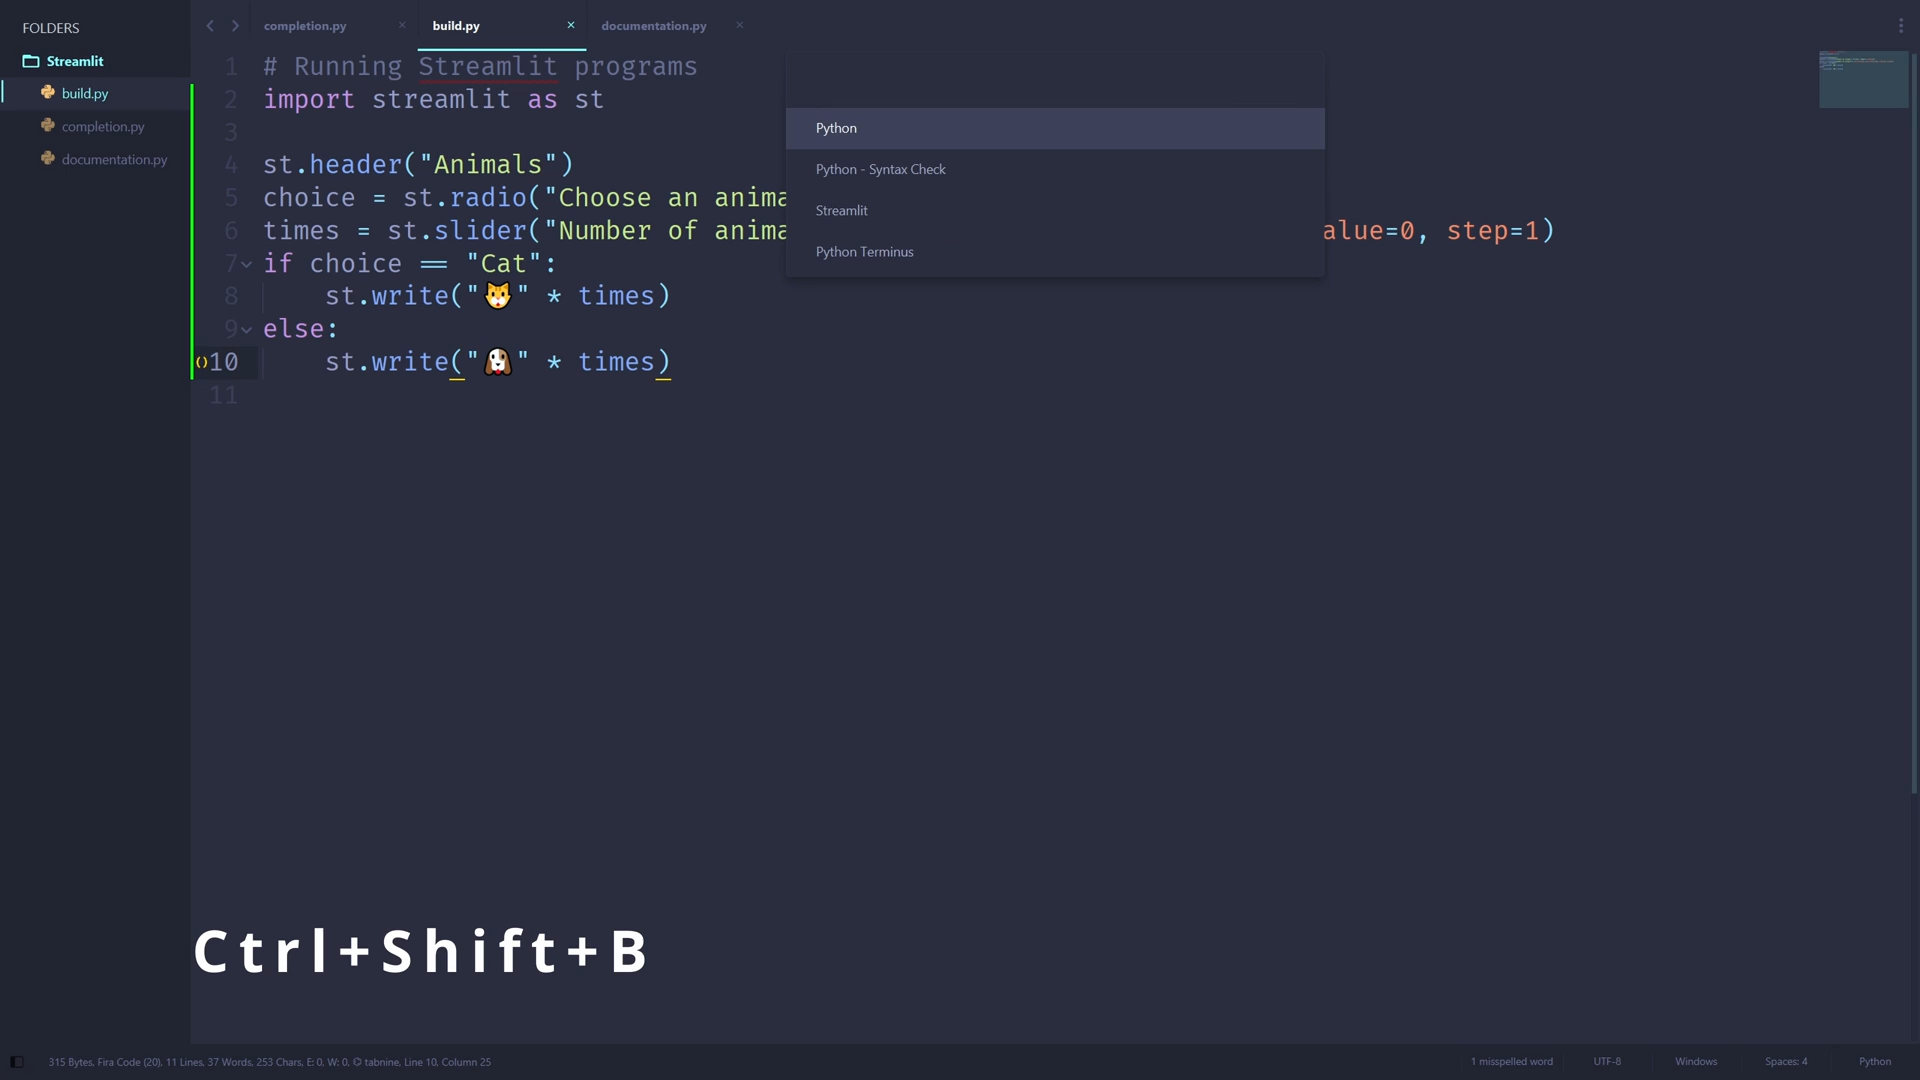 FOLDERS
Streamlit
build.py
completion.py
documentation.py
completion.py × build.py × documentation.py ×
1 # Running Streamlit programs
2 import streamlit as st
3
4 st.header("Animals")
5 choice = st.radio("Choose an anima
6 times = st.slider("Number of anima alue=0, step=1)
7 if choice == "Cat":
8 st.write("🐱" * times)
9 else:
10 st.write("🐶" * times)
11
Python
Python - Syntax Check
Streamlit
Python Terminus
Ctrl+Shift+B
315 Bytes, Fira Code (20), 11 Lines, 37 Words, 253 Chars, E: 0, W: 0, ⌬ tabnine, Line 10, Column 25
1 misspelled word UTF-8 Windows Spaces: 4 Python